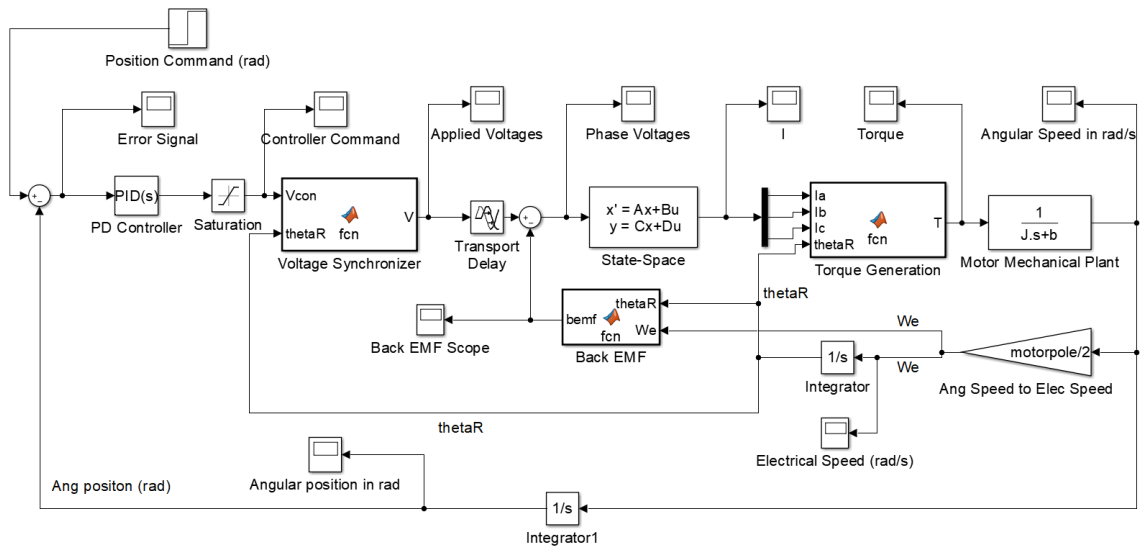 Position Command (rad)
Error Signal
Controller Command
Applied Voltages
Phase Voltages
I
Torque
Angular Speed in rad/s
+
−
PID(s)
PD Controller
Saturation
Vcon
thetaR
V
fcn
Voltage Synchronizer
Transport
Delay
+
−
x' = Ax+Bu
y = Cx+Du
State-Space
Ia
Ib
Ic
thetaR
T
fcn
Torque Generation
1
J.s+b
Motor Mechanical Plant
thetaR
Back EMF Scope
bemf
thetaR
We
fcn
Back EMF
We
We
1/s
Integrator
motorpole/2
Ang Speed to Elec Speed
thetaR
Electrical Speed (rad/s)
Angular position in rad
Ang positon (rad)
1/s
Integrator1